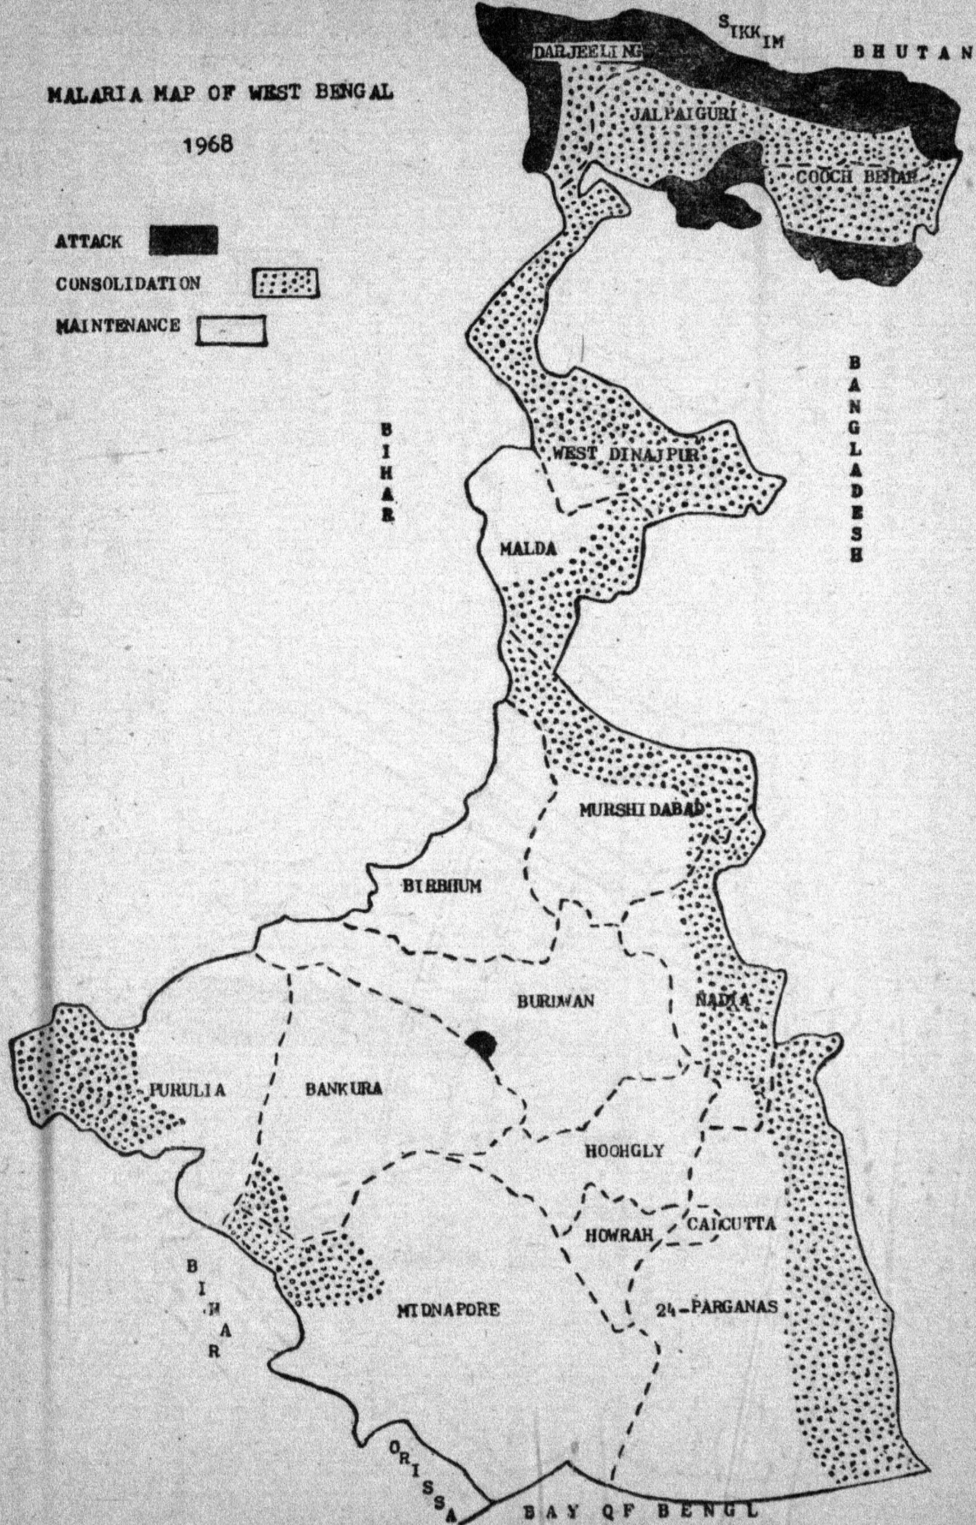 SIKKIM
BHUTAN
DARJEELING
MALARIA MAP OF WEST BENGAL
1968
JALPAIGURI
COOCH BEHAR
ATTACK
CONSOLIDATION
MAINTENANCE
BANGLADESH
BIHAR
WEST DINAJPUR
MALDA
MURSHIDABAD
BIRBHUM
BURDWAN
NADIA
PURULIA
BANKURA
HOOHGLY
HOWRAH
CALCUTTA
BIHAR
MIDNAPORE
24-PARGANAS
ORISSA
BAY OF BENGL